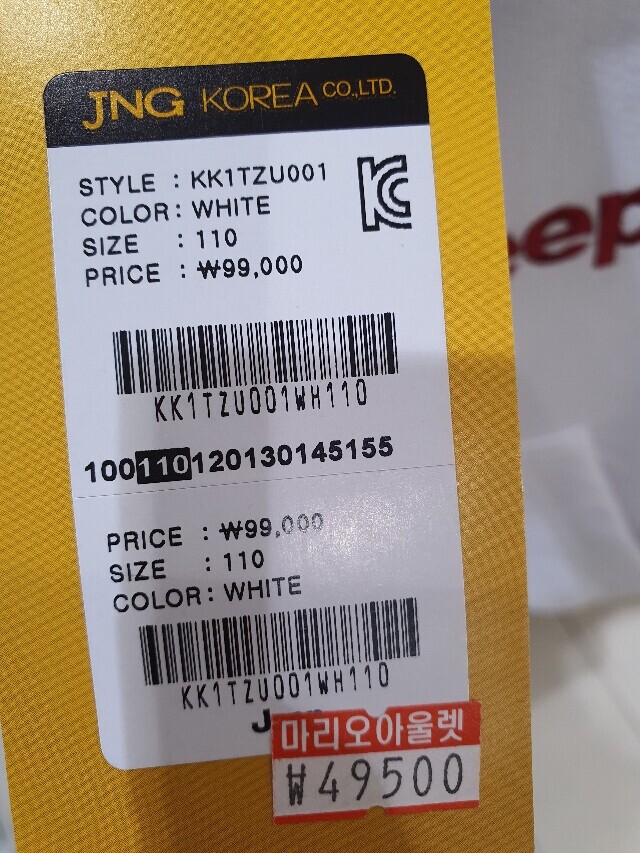 JNG KOREA CO.,LTD.
STYLE : KK1TZU001
COLOR : WHITE
SIZE : 110
PRICE : ₩99,000
KK1TZU001WH110
100110120130145155
PRICE : ₩99,000
SIZE : 110
COLOR : WHITE
KK1TZU001WH110
마리오아울렛
₩49500
eep